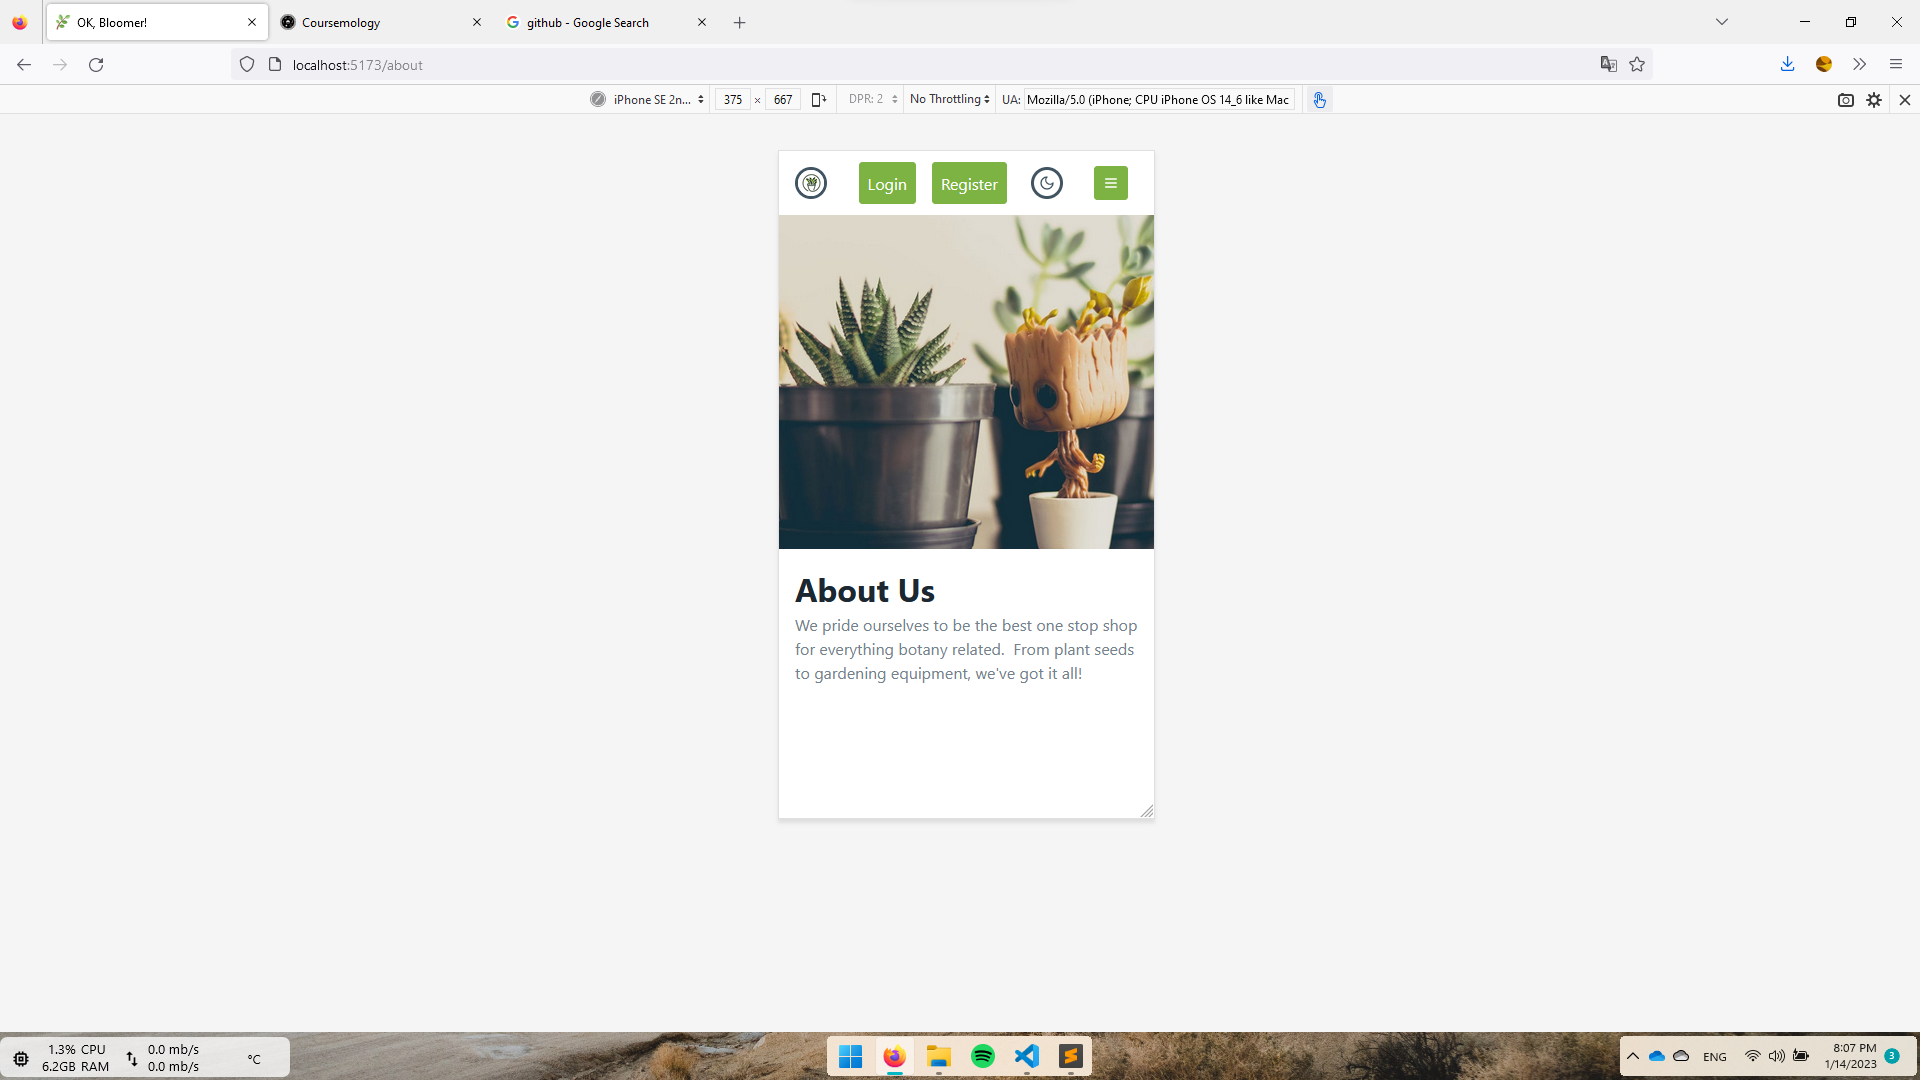 OK, Bloomer!
Coursemology
github - Google Search
localhost:5173/about
iPhone SE 2n... 375 × 667 DPR: 2 No Throttling UA: Mozilla/5.0 (iPhone; CPU iPhone OS 14_6 like Mac
Login Register
About Us
We pride ourselves to be the best one stop shop
for everything botany related.  From plant seeds
to gardening equipment, we've got it all!
1.3% CPU 0.0 mb/s
6.2GB RAM 0.0 mb/s
°C
ENG
8:07 PM
1/14/2023
3